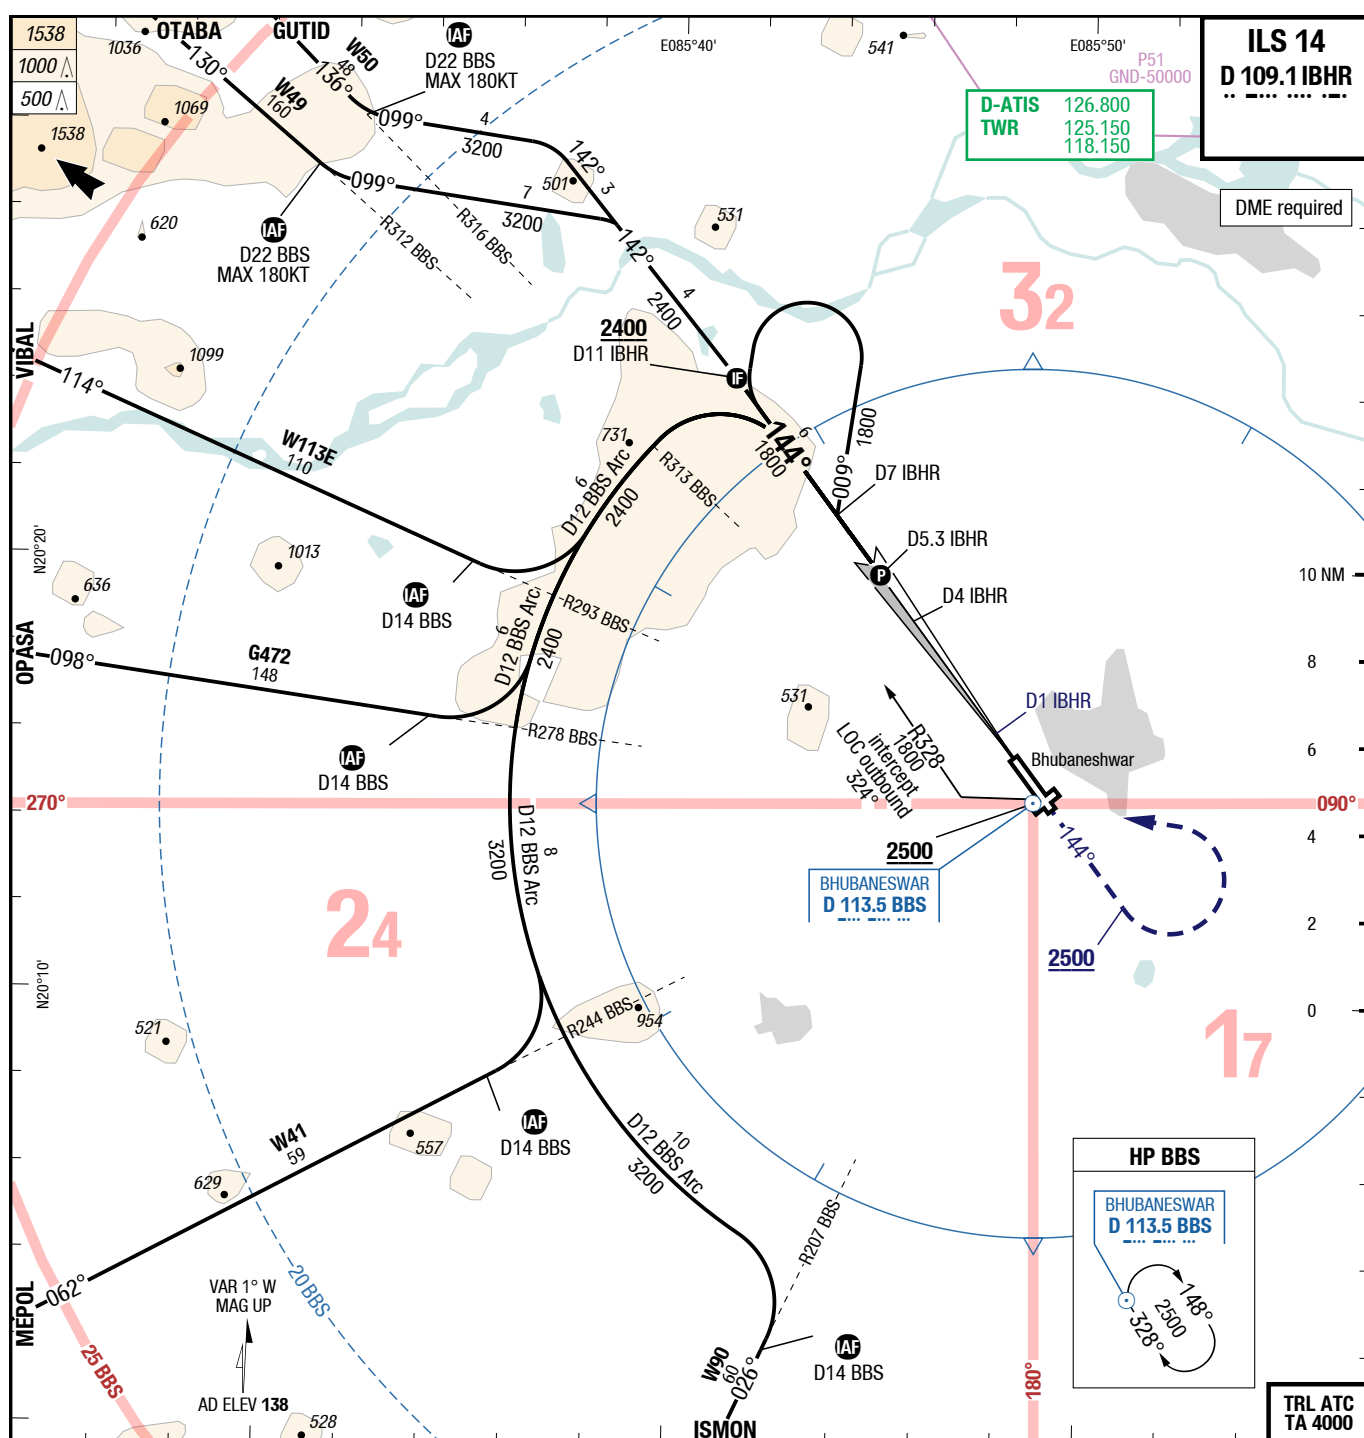 1538
1000
500
OTABA
GUTID
1036
1069
1538
130°
W49
160
136°
W50
48
IAF
D22 BBS
MAX 180KT
099°
4
3200
142°
3
501
099°
7
3200
IAF
D22 BBS
MAX 180KT
R312 BBS
R316 BBS
620
E085°40'
541
E085°50'
P51
GND-50000
D-ATIS 126.800
TWR 125.150
118.150
ILS 14
D 109.1 IBHR
DME required
531
142°
4
2400
32
2400
D11 IBHR
IF
VIBAL
1099
114°
W113E
110
731
D12 BBS Arc
6
2400
R313 BBS
144°
6
1800
009°
1800
D7 IBHR
D5.3 IBHR
P
D4 IBHR
N20°20'
1013
636
IAF
D14 BBS
R293 BBS
D12 BBS Arc
6
2400
OPASA
098°
G472
148
R278 BBS
IAF
D14 BBS
531
R328
1800
intercept
LOC outbound
324°
D1 IBHR
Bhubaneshwar
10 NM
8
6
4
2
0
270°
090°
2500
BHUBANESWAR
D 113.5 BBS
144°
2500
24
D12 BBS Arc
8
3200
N20°10'
521
R244 BBS
954
17
IAF
D14 BBS
W41
59
557
629
D12 BBS Arc
10
3200
R207 BBS
MEPOL
062°
VAR 1° W
MAG UP
AD ELEV 138
20 BBS
25 BBS
528
W90
60
026°
ISMON
IAF
D14 BBS
180°
HP BBS
BHUBANESWAR
D 113.5 BBS
148°
2500
328°
TRL ATC
TA 4000